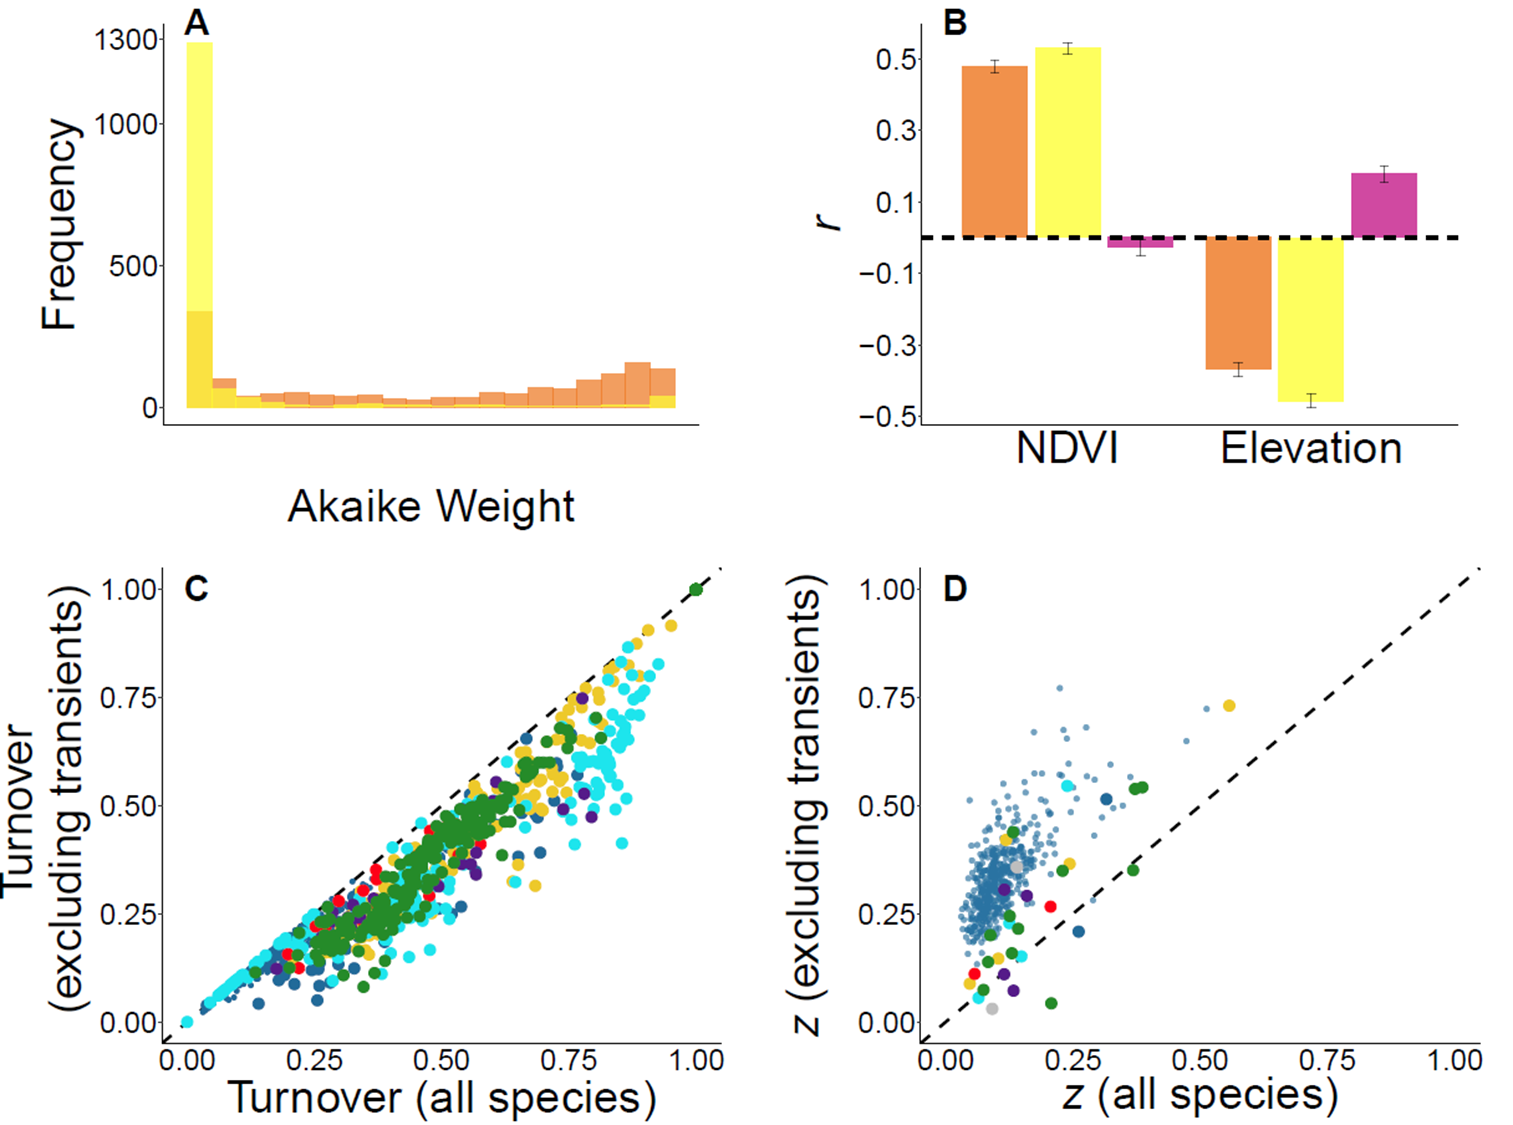 A
Frequency
1300
1000
500
0
Akaike Weight
B
r
0.5
0.3
0.1
−0.1
−0.3
−0.5
NDVI Elevation
C
Turnover
(excluding transients)
1.00
0.75
0.50
0.25
0.00
0.00 0.25 0.50 0.75 1.00
Turnover (all species)
D
z (excluding transients)
1.00
0.75
0.50
0.25
0.00
0.00 0.25 0.50 0.75 1.00
z (all species)